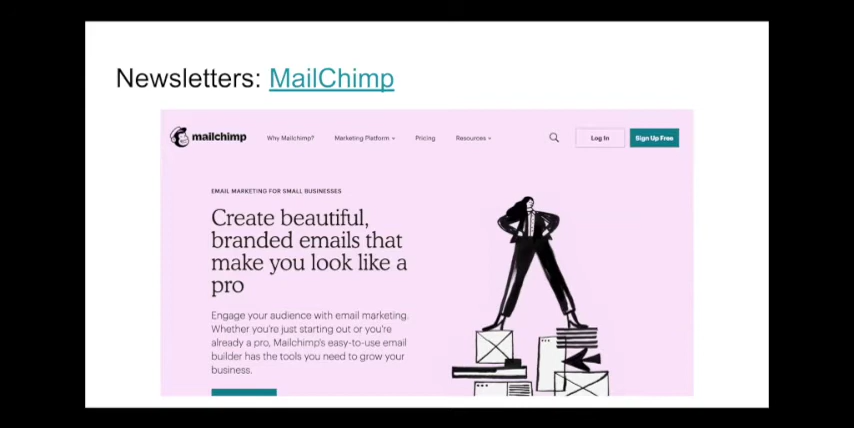 Newsletters: MailChimp
mailchimp Why Mailchimp? Marketing Platform Pricing Resources Log In Sign Up Free
EMAIL MARKETING FOR SMALL BUSINESSES
Create beautiful,
branded emails that
make you look like a
pro
Engage your audience with email marketing.
Whether you're just starting out or you're
already a pro, Mailchimp's easy-to-use email
builder has the tools you need to grow your
business.